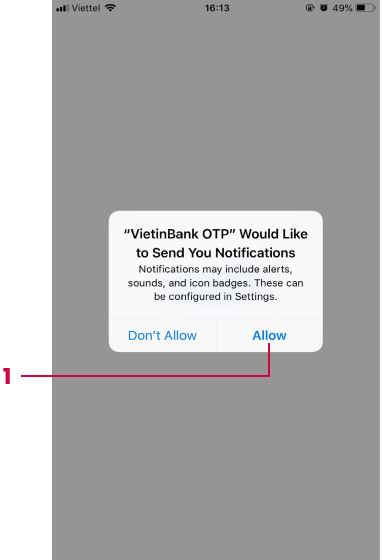 Viettel 16:13 49%
“VietinBank OTP” Would Like
to Send You Notifications
Notifications may include alerts,
sounds, and icon badges. These can
be configured in Settings.
Don’t Allow Allow
1